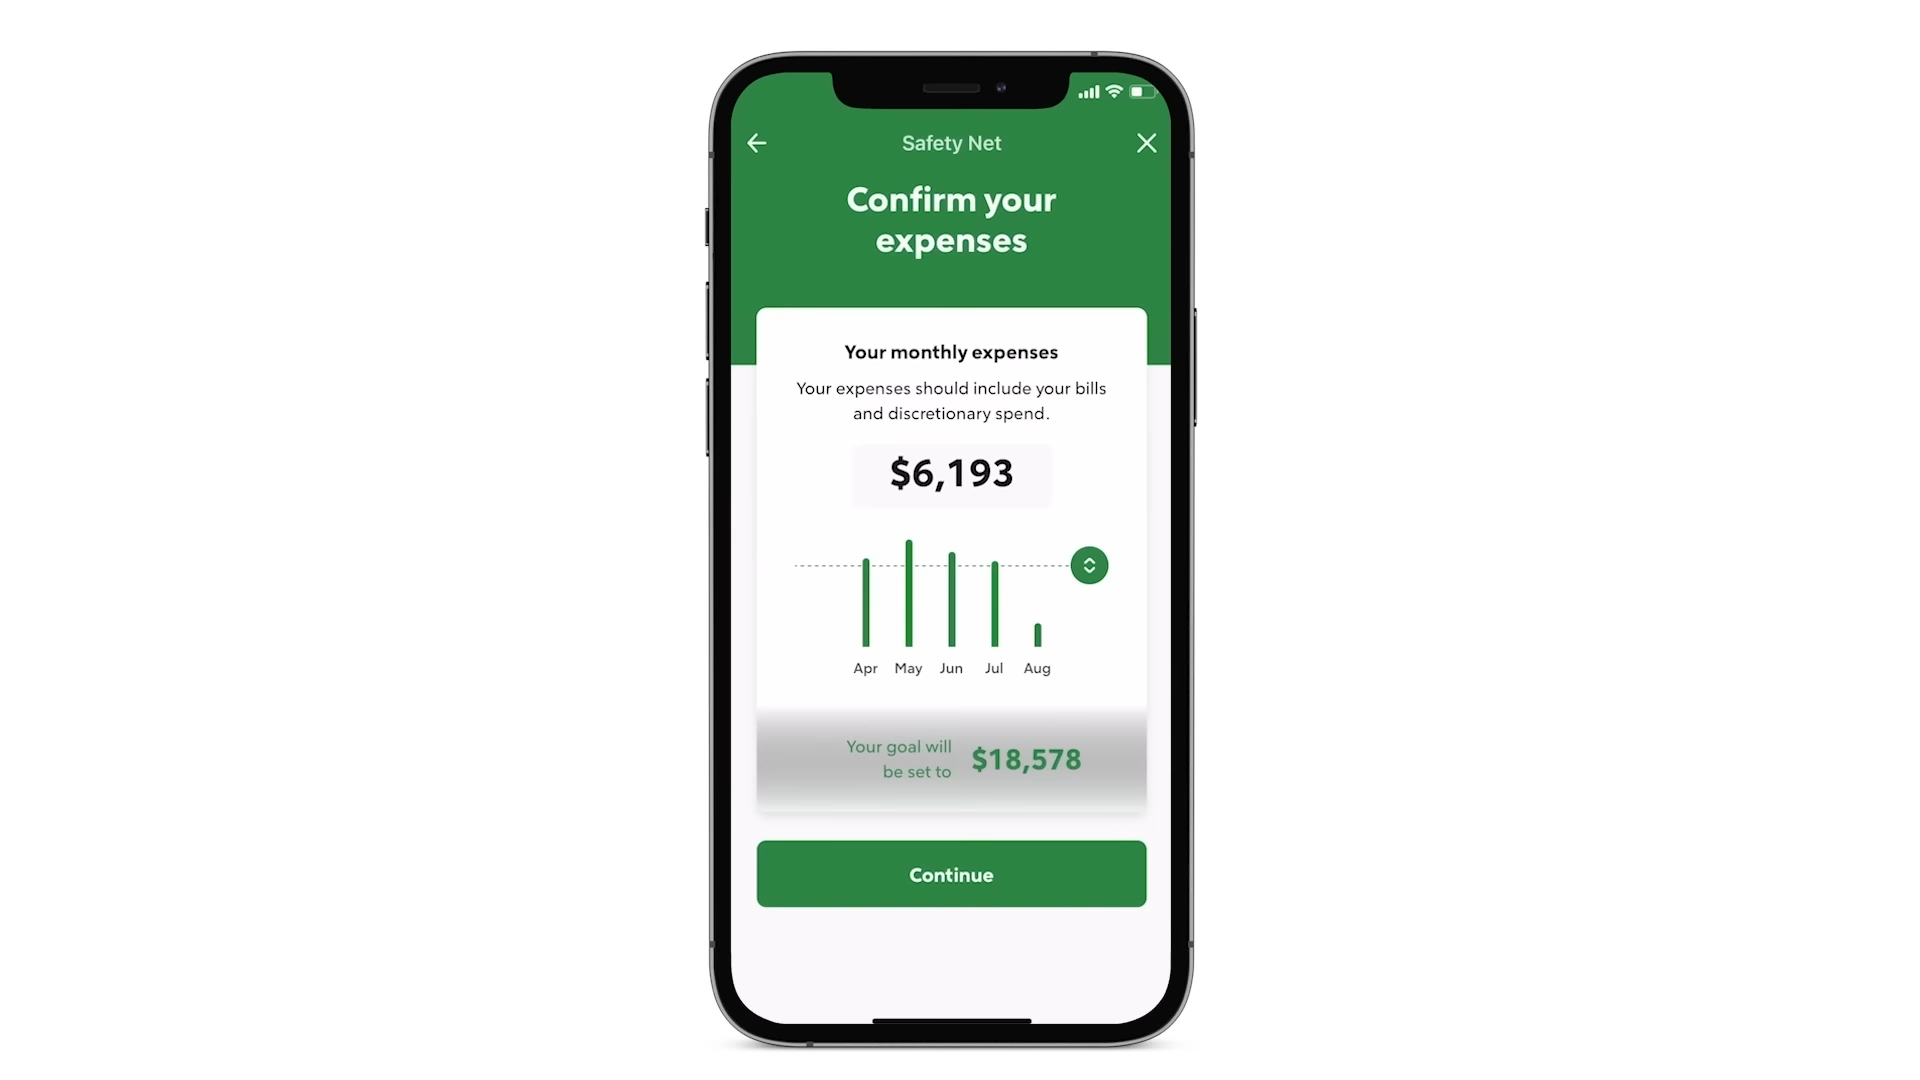 Safety Net
Confirm your
expenses
Your monthly expenses
Your expenses should include your bills
and discretionary spend.
$6,193
Apr May Jun Jul Aug
Your goal will
be set to
$18,578
Continue